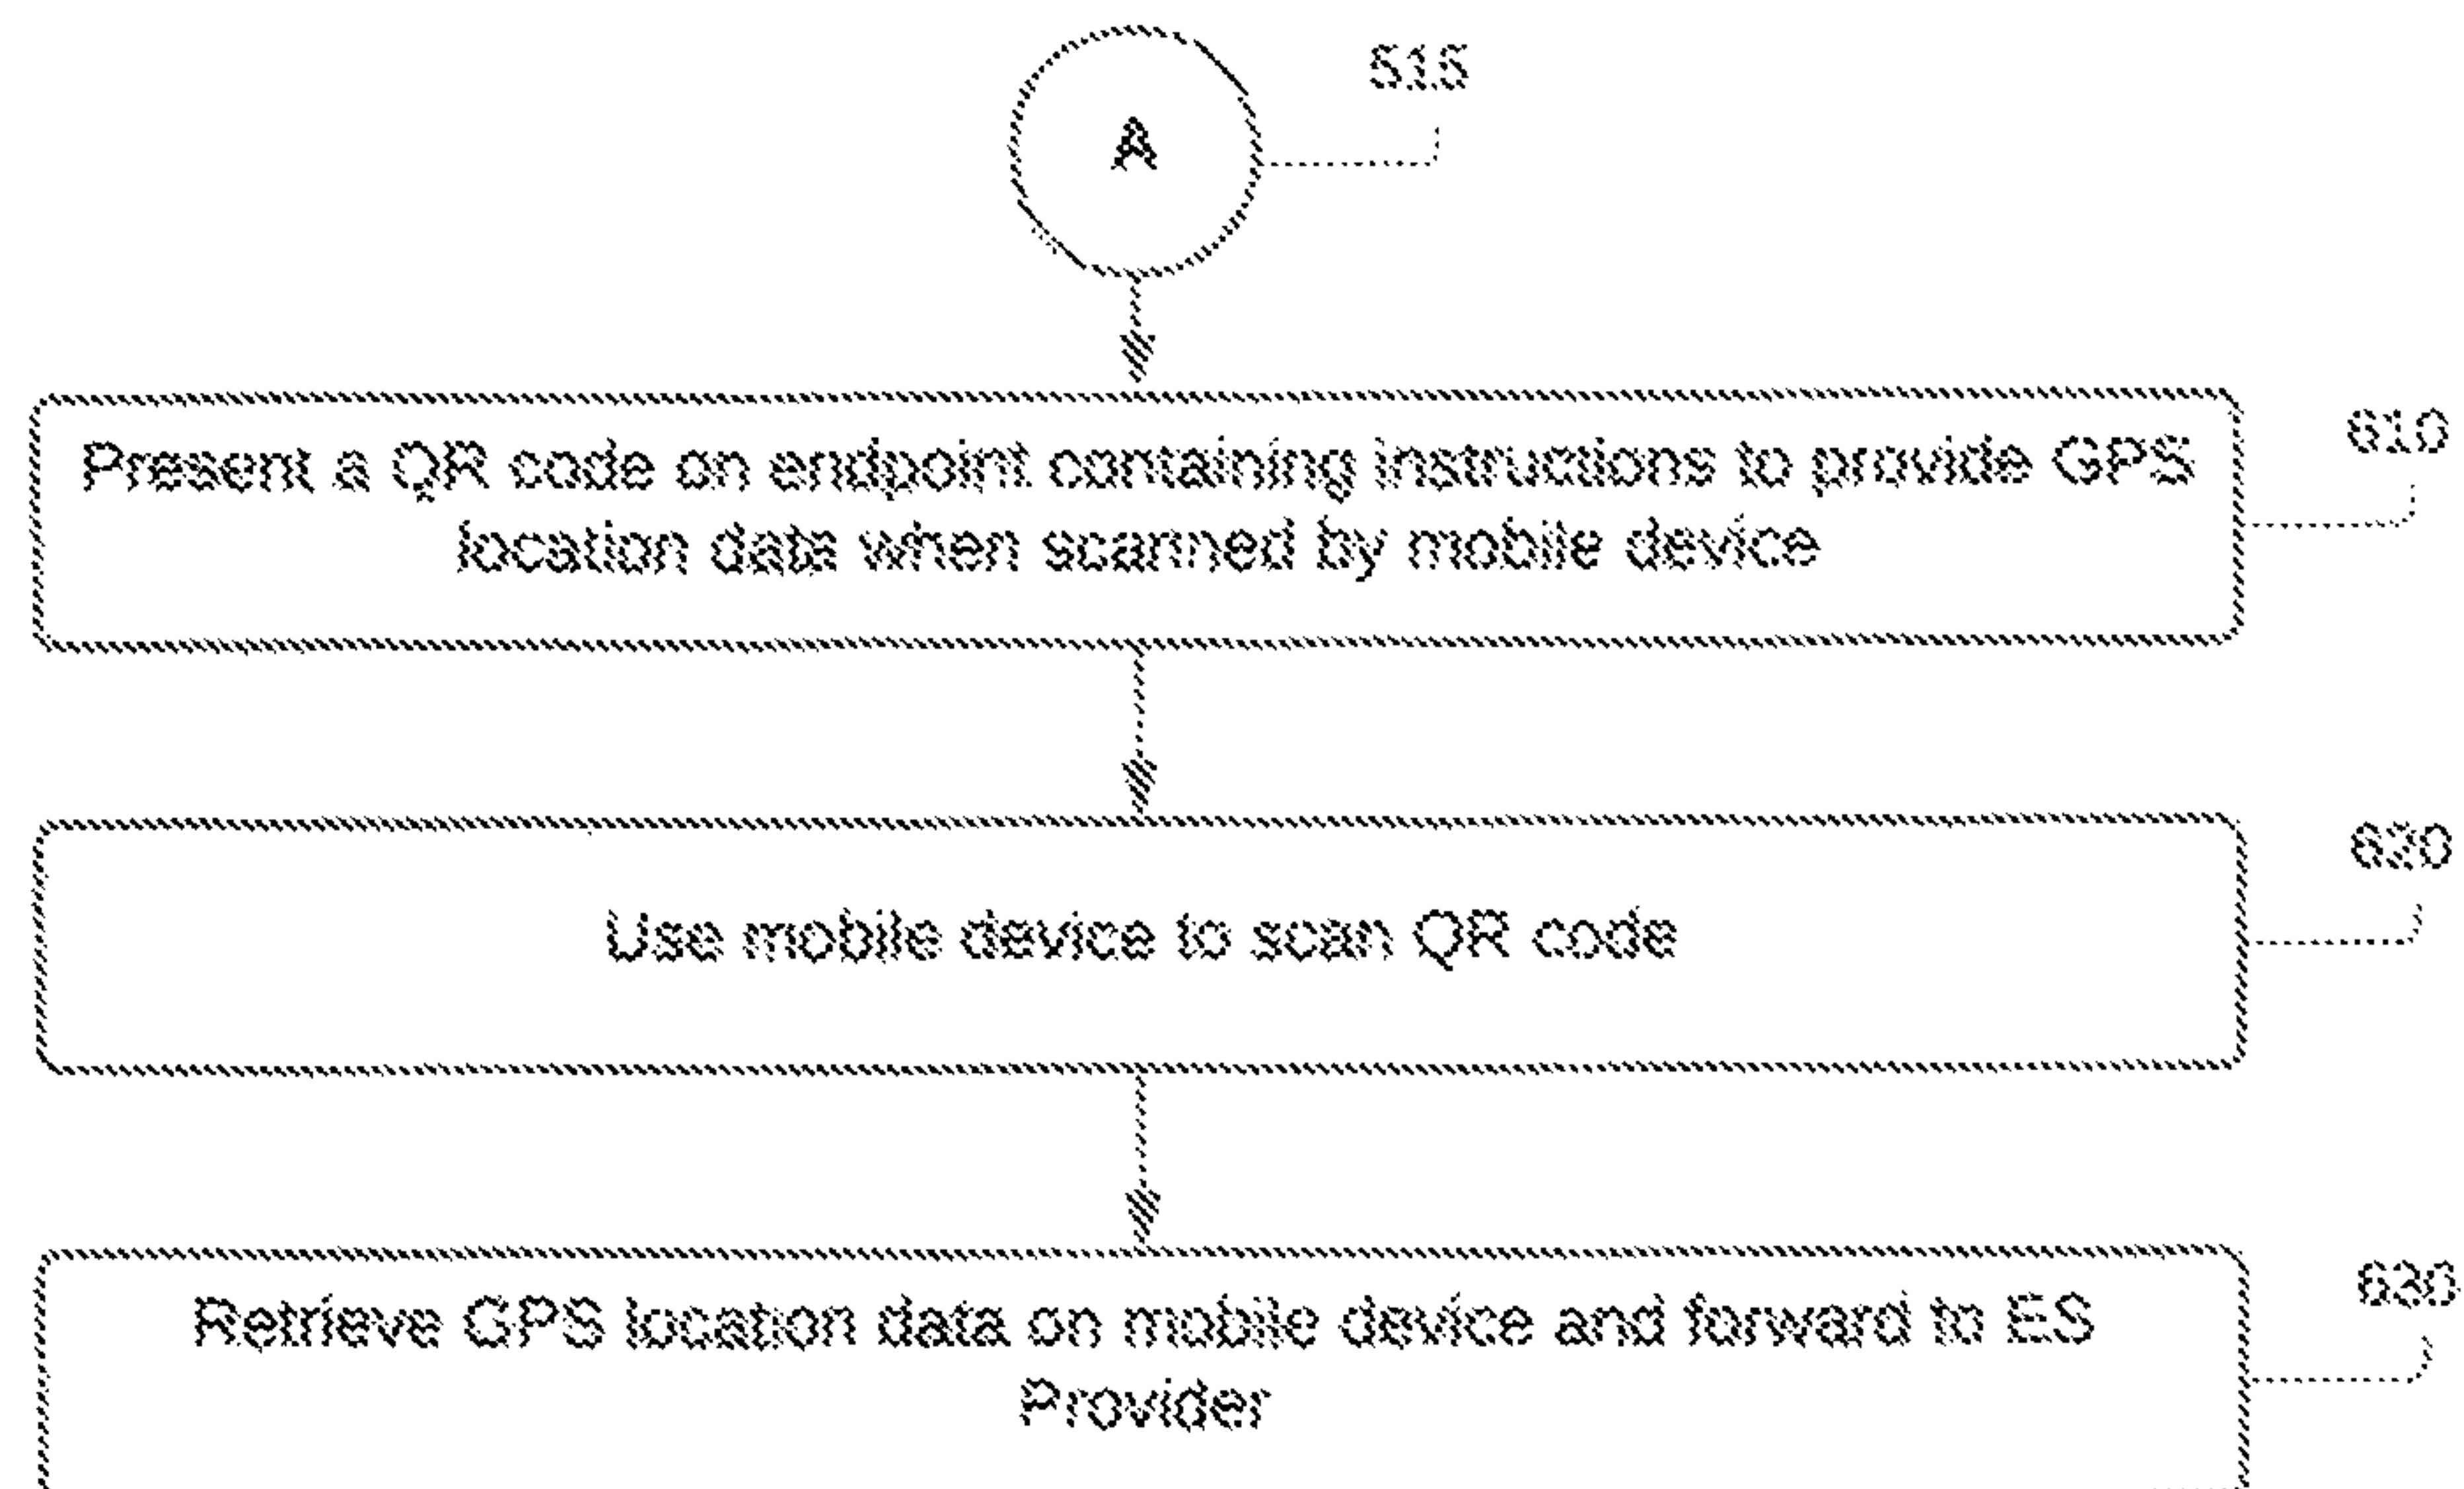 A
515
Present a QR code on endpoint containing instructions to provide GPS
610
location data when scanned by mobile device
620
Use mobile device to scan QR code
630
Retrieve GPS location data on mobile device and forward to ES
Provider